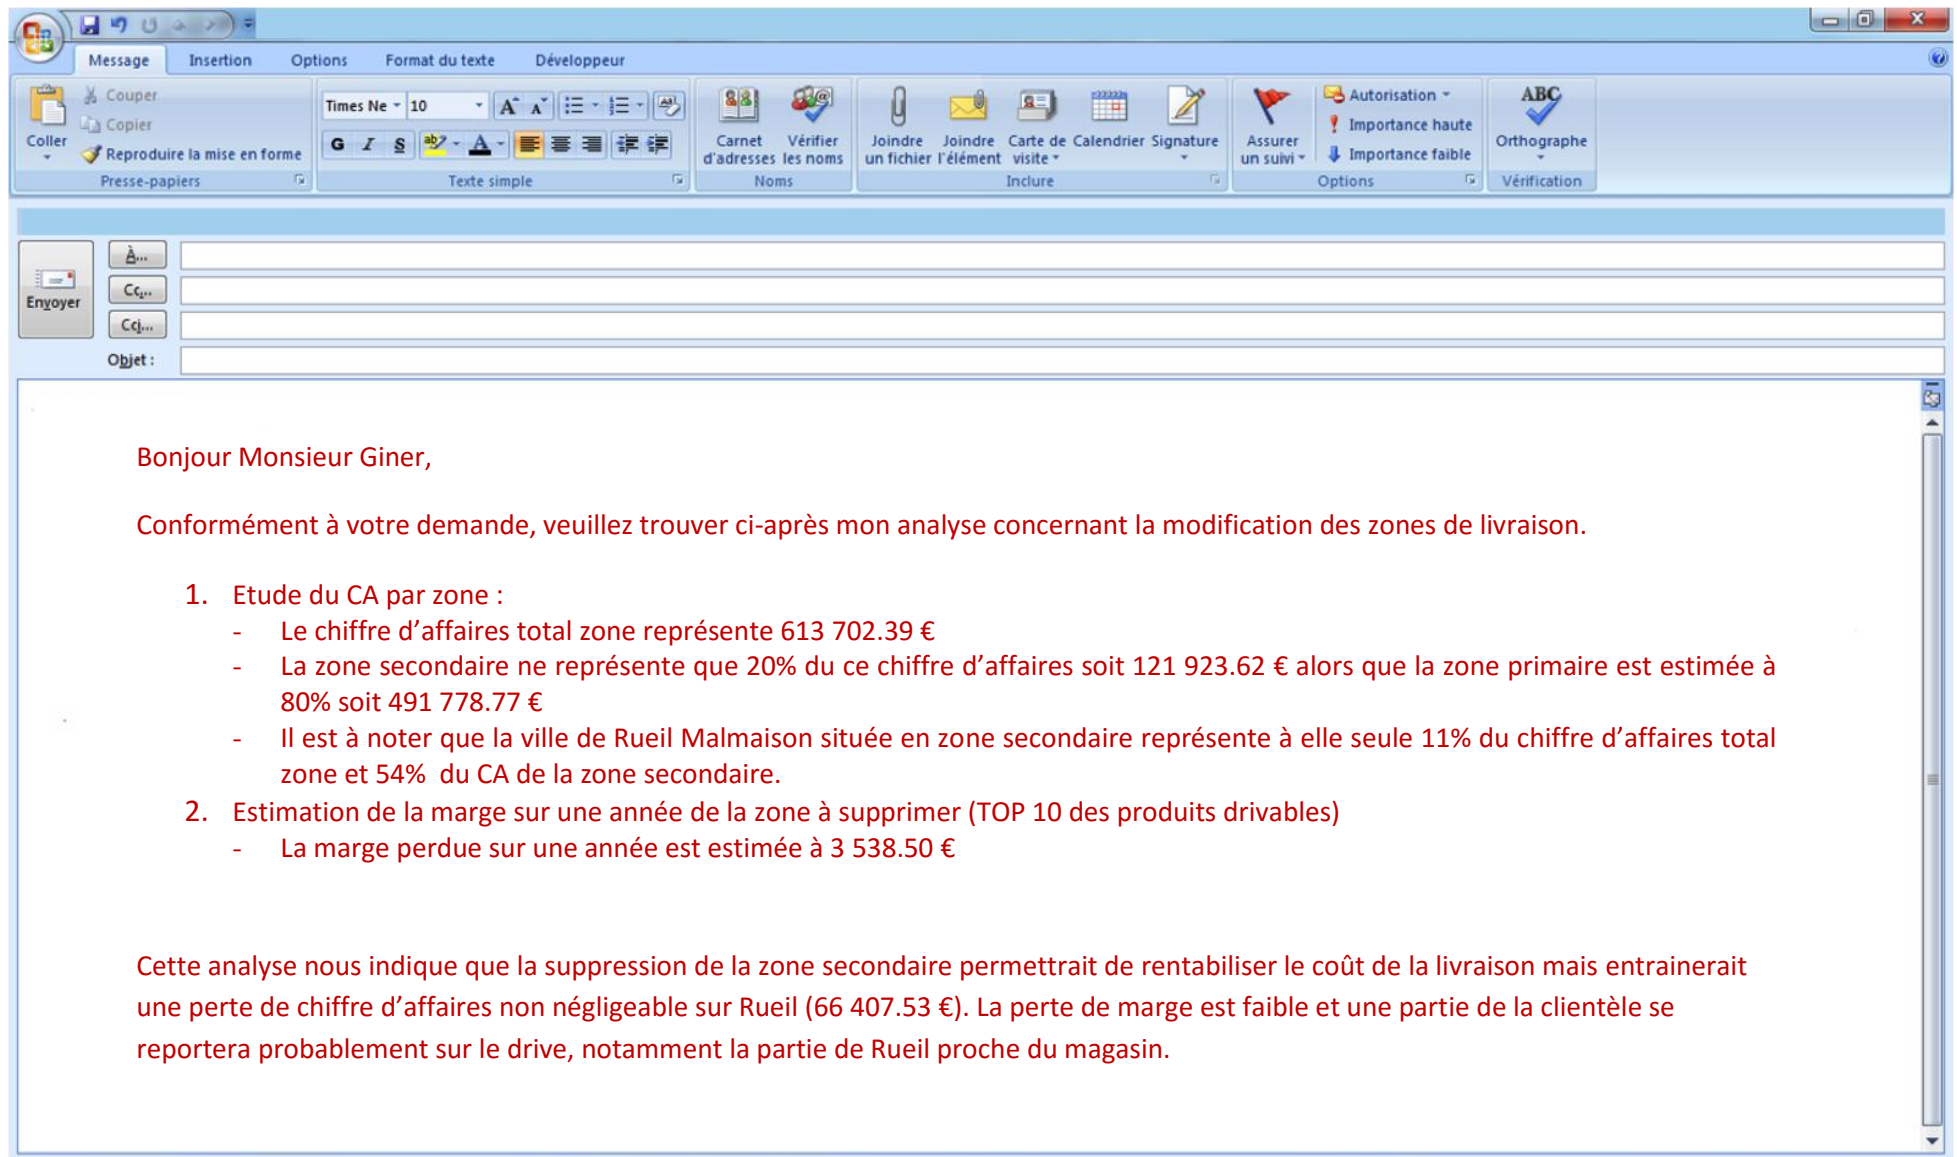 Message Insertion Options Format du texte Développeur
Coller
Couper
Copier
Reproduire la mise en forme
Presse-papiers
Times Ne 10
G I S
Texte simple
Carnet d'adresses
Vérifier les noms
Noms
Joindre un fichier
Joindre l'élément
Carte de visite
Calendrier
Signature
Inclure
Assurer un suivi
Autorisation
Importance haute
Importance faible
Options
ABC
Orthographe
Vérification
Envoyer
À...
Cc...
Cci...
Objet :
Bonjour Monsieur Giner,
Conformément à votre demande, veuillez trouver ci-après mon analyse concernant la modification des zones de livraison.
1. Etude du CA par zone :
- Le chiffre d’affaires total zone représente 613 702.39 €
- La zone secondaire ne représente que 20% du ce chiffre d’affaires soit 121 923.62 € alors que la zone primaire est estimée à
80% soit 491 778.77 €
- Il est à noter que la ville de Rueil Malmaison située en zone secondaire représente à elle seule 11% du chiffre d’affaires total
zone et 54% du CA de la zone secondaire.
2. Estimation de la marge sur une année de la zone à supprimer (TOP 10 des produits drivables)
- La marge perdue sur une année est estimée à 3 538.50 €
Cette analyse nous indique que la suppression de la zone secondaire permettrait de rentabiliser le coût de la livraison mais entrainerait
une perte de chiffre d’affaires non négligeable sur Rueil (66 407.53 €). La perte de marge est faible et une partie de la clientèle se
reportera probablement sur le drive, notamment la partie de Rueil proche du magasin.